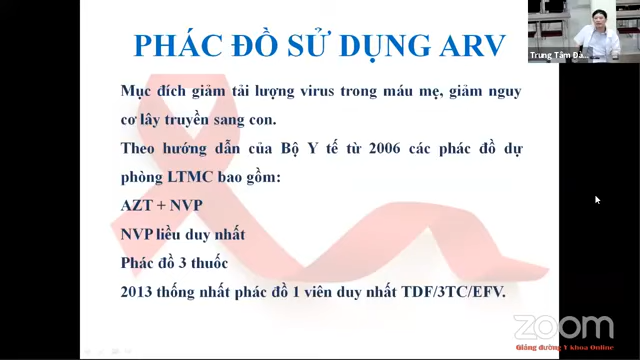 PHÁC ĐỒ SỬ DỤNG ARV
Mục đích giảm tải lượng virus trong máu mẹ, giảm nguy
cơ lây truyền sang con.
Theo hướng dẫn của Bộ Y tế từ 2006 các phác đồ dự
phòng LTMC bao gồm:
AZT + NVP
NVP liều duy nhất
Phác đồ 3 thuốc
2013 thống nhất phác đồ 1 viên duy nhất TDF/3TC/EFV.
Trung Tâm Đà...
zoom
Giảng đường Y khoa Online